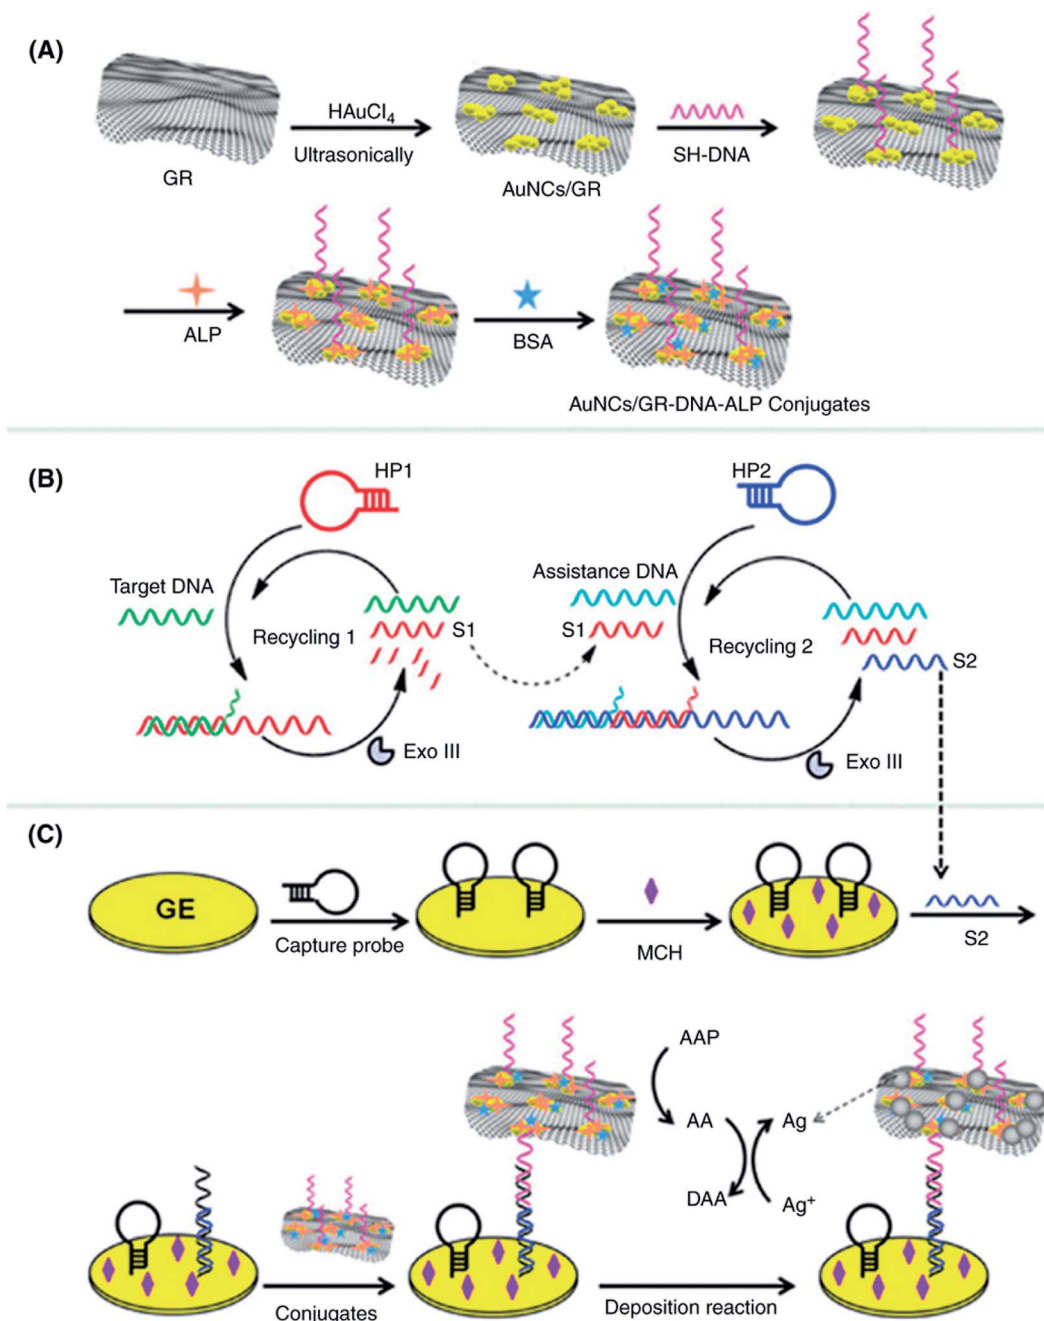 (A)
HAuCl4
Ultrasonically
GR
AuNCs/GR
SH-DNA
ALP
BSA
AuNCs/GR-DNA-ALP Conjugates
(B)
HP1
HP2
Target DNA
Assistance DNA
Recycling 1
S1
S1
Recycling 2
S2
Exo III
Exo III
(C)
GE
Capture probe
MCH
S2
AAP
AA
Ag
DAA
Ag+
Conjugates
Deposition reaction